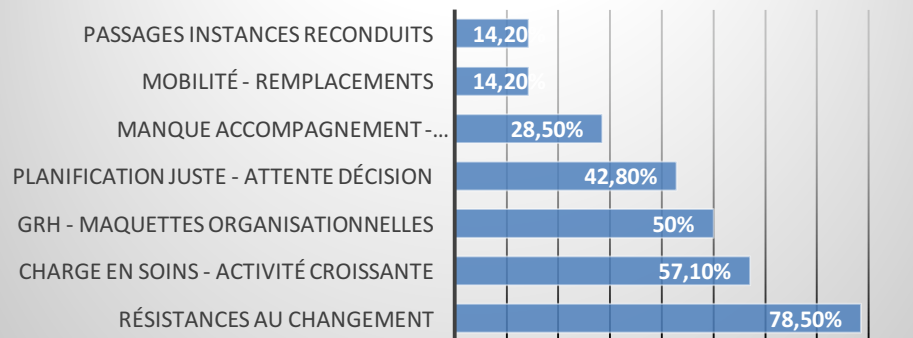 PASSAGES INSTANCES RECONDUITS 14,20%
MOBILITÉ - REMPLACEMENTS 14,20%
MANQUE ACCOMPAGNEMENT -... 28,50%
PLANIFICATION JUSTE - ATTENTE DÉCISION 42,80%
GRH - MAQUETTES ORGANISATIONNELLES 50%
CHARGE EN SOINS - ACTIVITÉ CROISSANTE 57,10%
RÉSISTANCES AU CHANGEMENT 78,50%